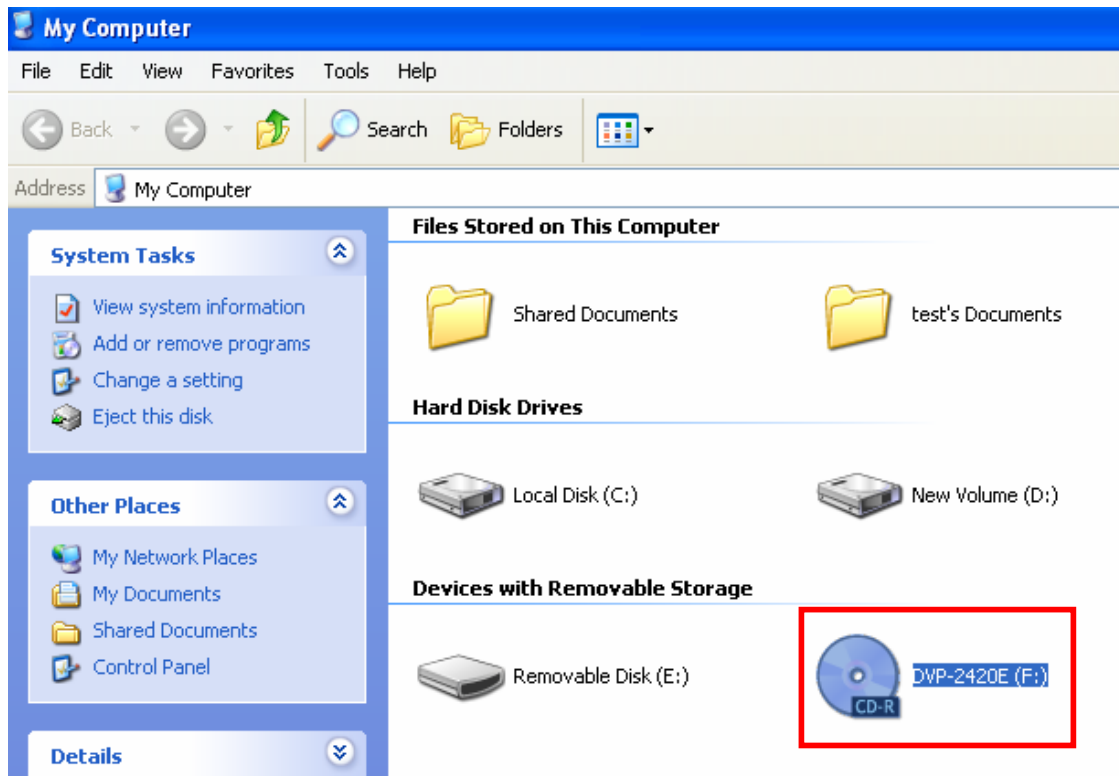 My Computer
File Edit View Favorites Tools Help
Back Search Folders
Address My Computer
System Tasks
View system information
Add or remove programs
Change a setting
Eject this disk
Other Places
My Network Places
My Documents
Shared Documents
Control Panel
Details
Files Stored on This Computer
Shared Documents test's Documents
Hard Disk Drives
Local Disk (C:) New Volume (D:)
Devices with Removable Storage
Removable Disk (E:) CD-R DVP-2420E (F:)